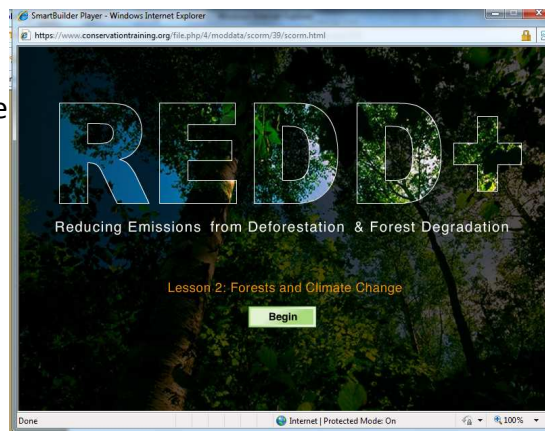 SmartBuilder Player - Windows Internet Explorer
https://www.conservationtraining.org/file.php/4/moddata/scorm/39/scorm.html
REDD+
Reducing Emissions from Deforestation & Forest Degradation
Lesson 2: Forests and Climate Change
Begin
Done
Internet | Protected Mode: On
100%